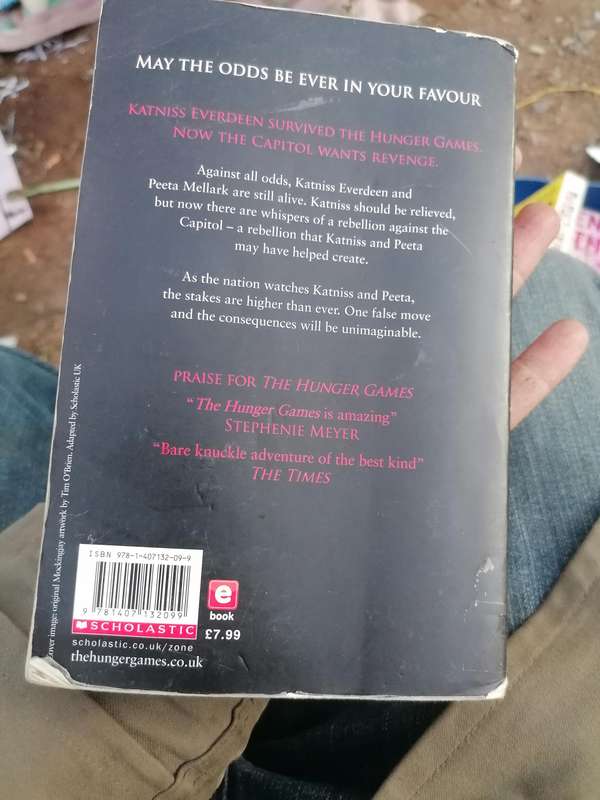 MAY THE ODDS BE EVER IN YOUR FAVOUR
KATNISS EVERDEEN SURVIVED THE HUNGER GAMES.
NOW THE CAPITOL WANTS REVENGE.
Against all odds, Katniss Everdeen and
Peeta Mellark are still alive. Katniss should be relieved,
but now there are whispers of a rebellion against the
Capitol – a rebellion that Katniss and Peeta
may have helped create.
As the nation watches Katniss and Peeta,
the stakes are higher than ever. One false move
and the consequences will be unimaginable.
PRAISE FOR THE HUNGER GAMES
“The Hunger Games is amazing”
STEPHENIE MEYER
“Bare knuckle adventure of the best kind”
THE TIMES
image: original Mockingjay artwork by Tim O'Brien. Adapted by Scholastic UK
ISBN 978-1-407132-09-9
9 781407 132099
SCHOLASTIC
scholastic.co.uk/zone
thehungergames.co.uk
e
book
£7.99